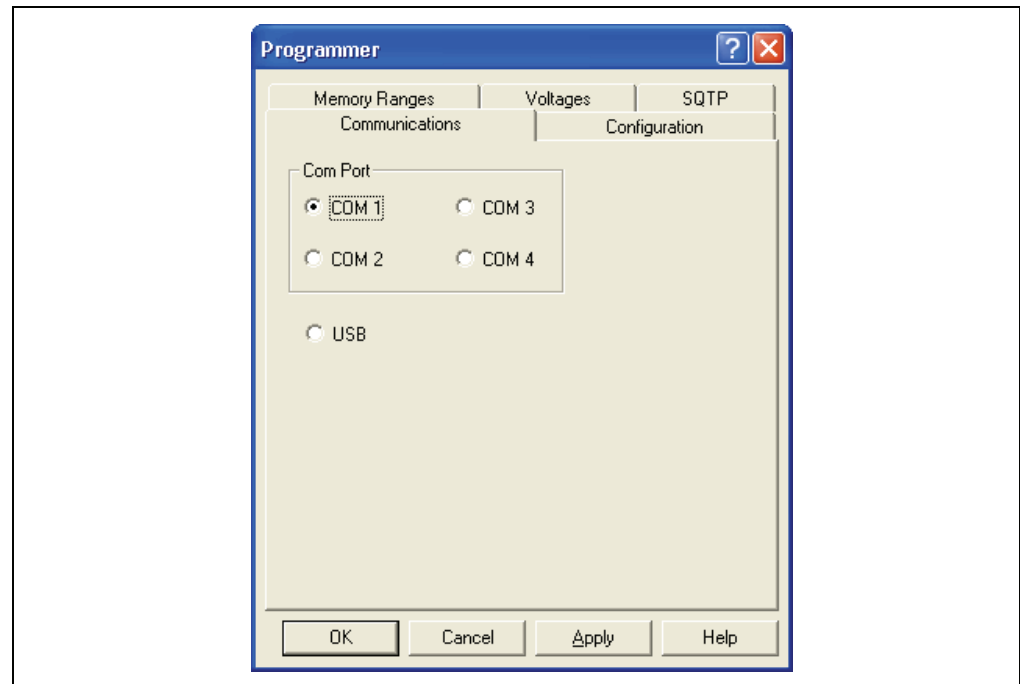 Programmer
Memory Ranges Voltages SQTP
Communications Configuration
Com Port
COM 1 COM 3
COM 2 COM 4
USB
OK Cancel Apply Help